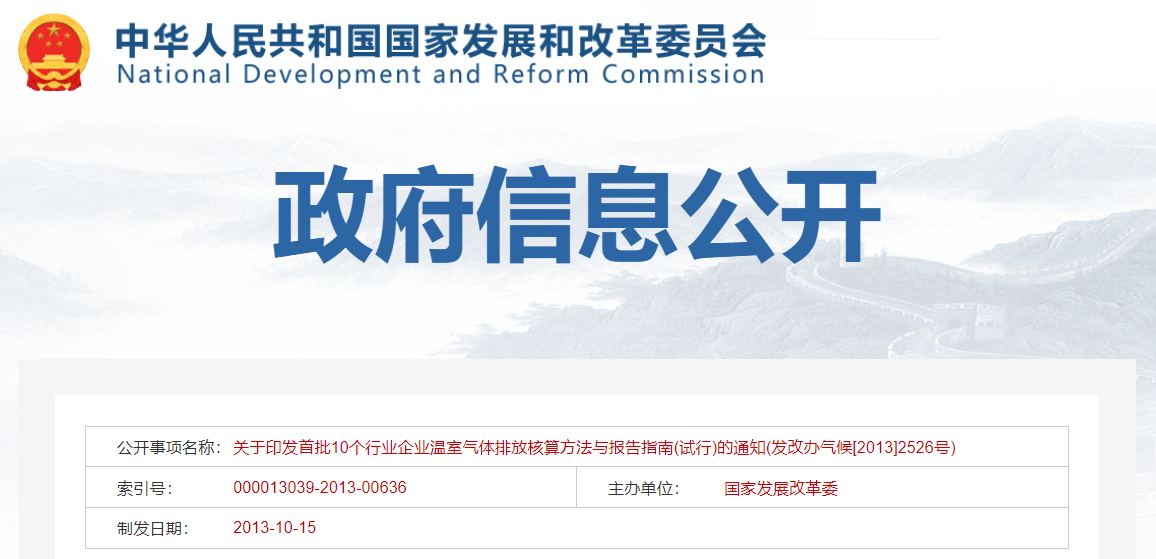 中华人民共和国国家发展和改革委员会
National Development and Reform Commission
政府信息公开
公开事项名称： 关于印发首批10个行业企业温室气体排放核算方法与报告指南(试行)的通知(发改办气候[2013]2526号)
索引号： 000013039-2013-00636 主办单位： 国家发展改革委
制发日期： 2013-10-15